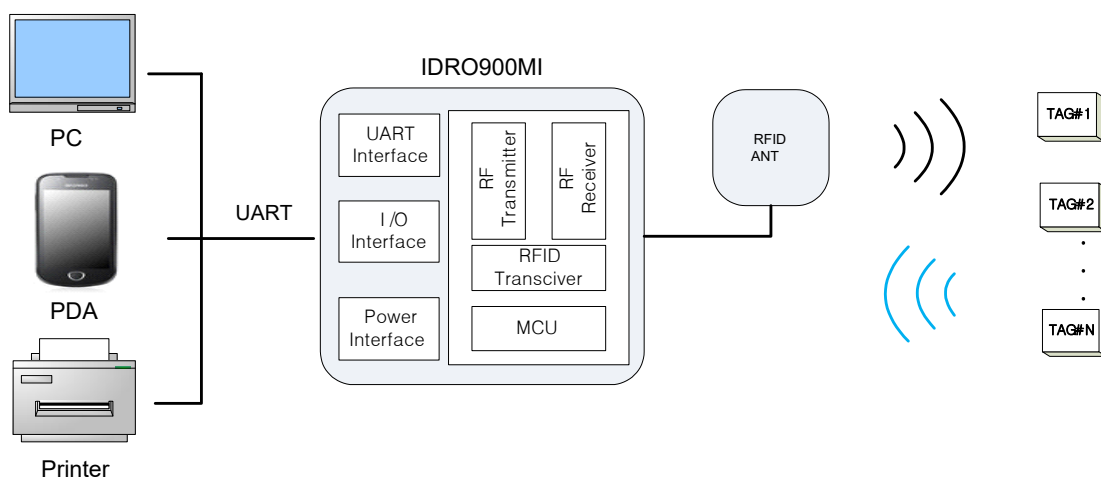 IDRO900MI
PC
PDA
Printer
UART
UART
Interface
I/O
Interface
Power
Interface
RF
Transmitter
RF
Receiver
RFID
Transciver
MCU
RFID
ANT
TAG#1
TAG#2
TAG#N